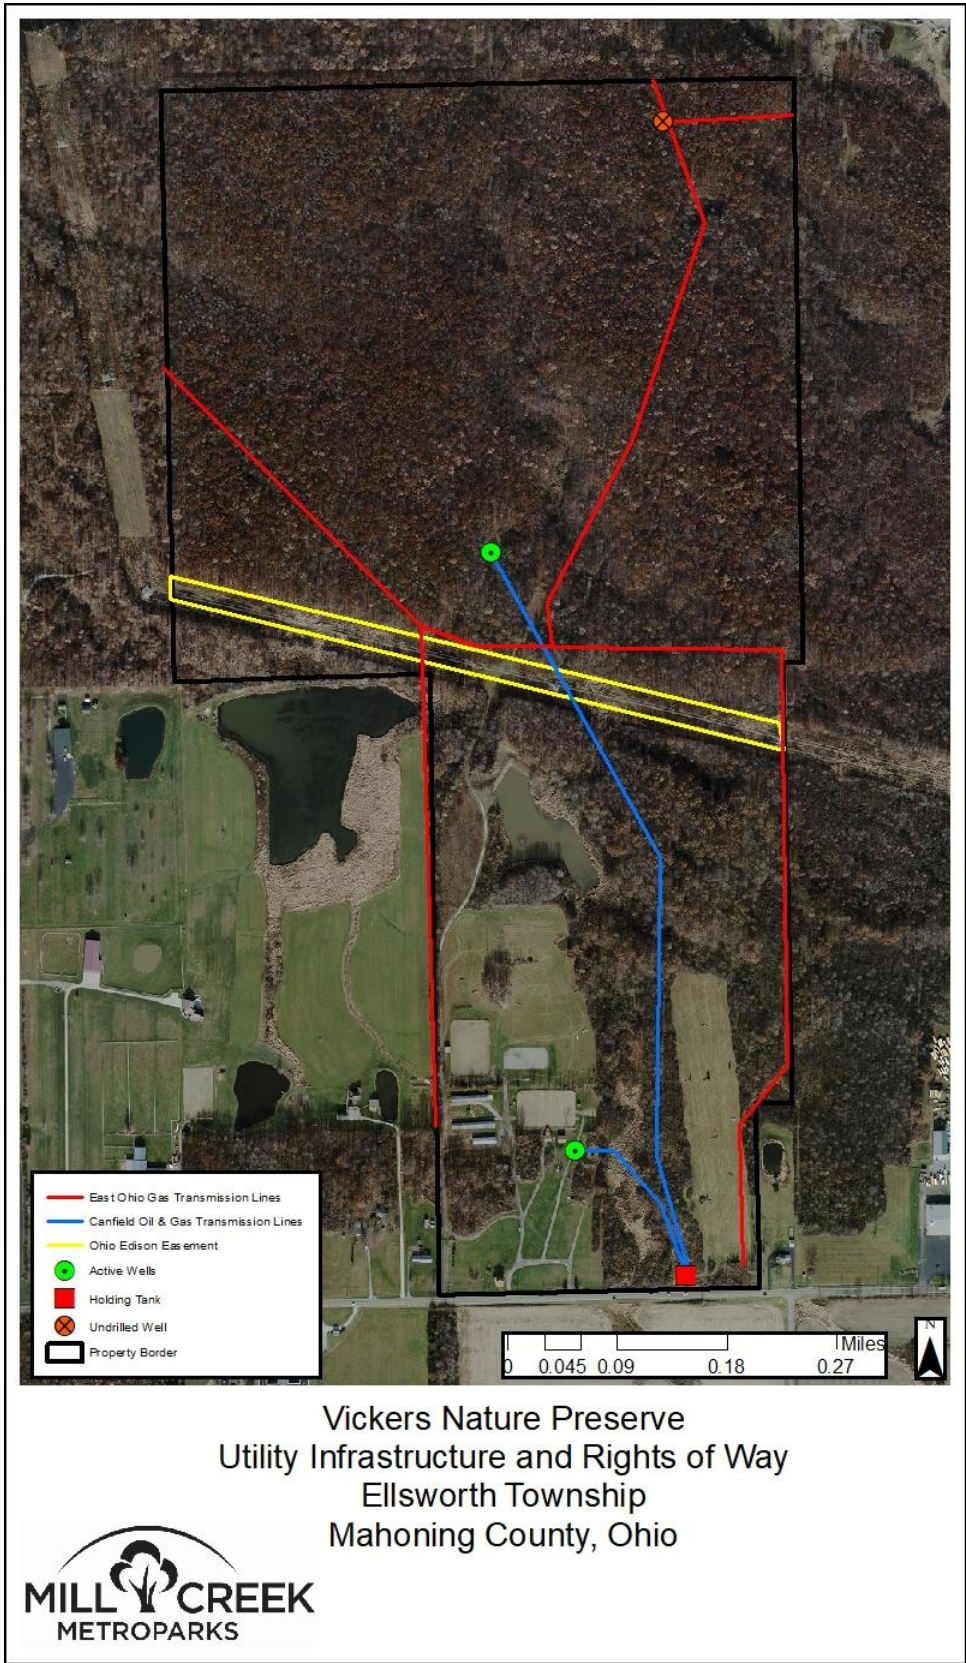 East Ohio Gas Transmission Lines
Canfield Oil & Gas Transmission Lines
Ohio Edison Easement
Active Wells
Holding Tank
Undrilled Well
Property Border
N
Miles
0 0.045 0.09 0.18 0.27
Vickers Nature Preserve
Utility Infrastructure and Rights of Way
Ellsworth Township
Mahoning County, Ohio
MILL CREEK
METROPARKS